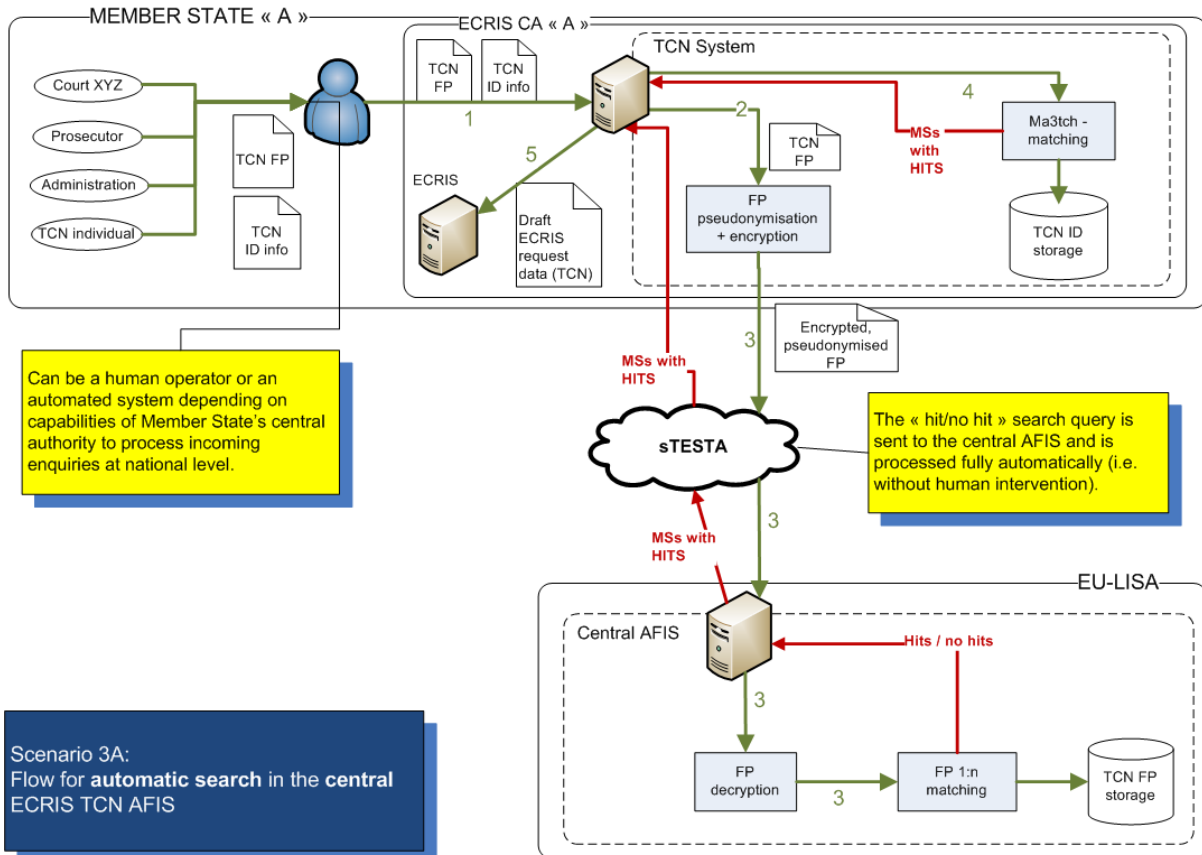 MEMBER STATE « A »
ECRIS CA « A »
TCN System
Court XYZ
Prosecutor
Administration
TCN individual
TCN FP
TCN
ID info
TCN
FP
TCN
ID info
1
2
4
5
TCN
FP
MSs
with
HITS
Ma3tch -
matching
TCN ID
storage
ECRIS
Draft
ECRIS
request
data (TCN)
FP
pseudonymisation
+ encryption
3
Encrypted,
pseudonymised
FP
MSs with
HITS
Can be a human operator or an
automated system depending on
capabilities of Member State's central
authority to process incoming
enquiries at national level.
sTESTA
The « hit/no hit » search query is
sent to the central AFIS and is
processed fully automatically (i.e.
without human intervention).
MSs with
HITS
3
EU-LISA
Central AFIS
Hits / no hits
3
FP
decryption
3
FP 1:n
matching
TCN FP
storage
Scenario 3A:
Flow for automatic search in the central
ECRIS TCN AFIS